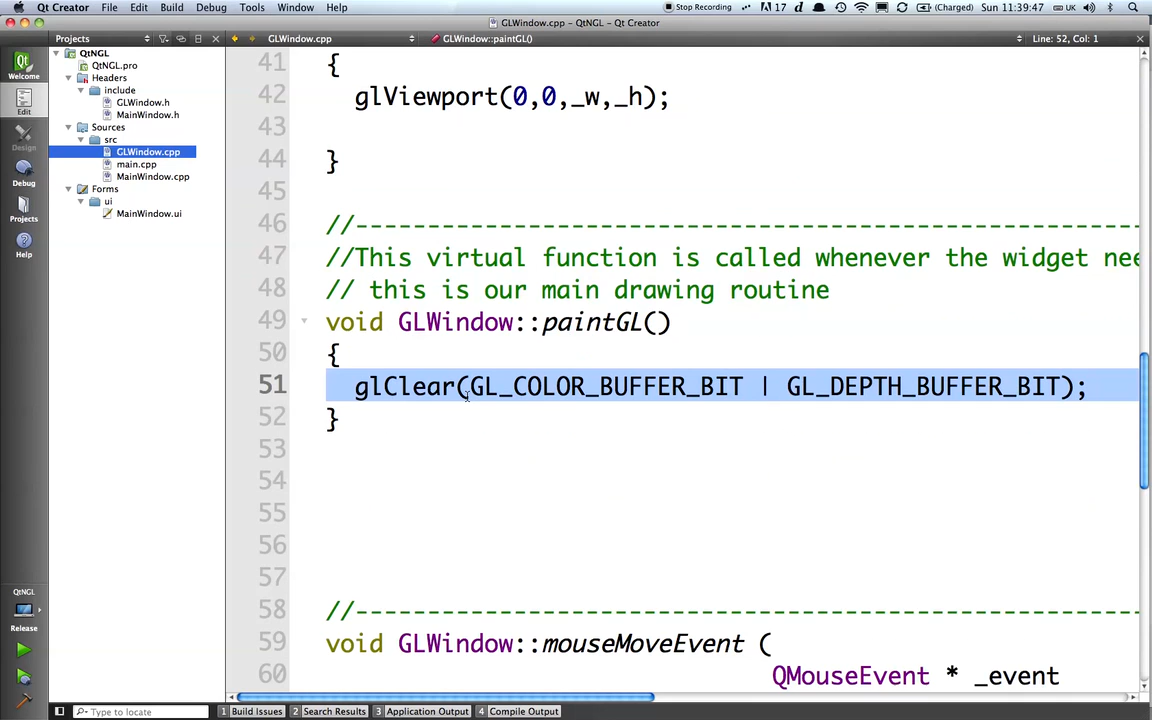 Qt Creator File Edit Build Debug Tools Window Help Stop Recording 17 (Charged) UK Sun 11:39:47
GLWindow.cpp - QtNGL - Qt Creator
Projects GLWindow.cpp GLWindow::paintGL() Line: 52, Col: 1
Welcome
Edit
Design
Debug
Projects
Help
QtNGL
Release
QtNGL
QtNGL.pro
Headers
include
GLWindow.h
MainWindow.h
Sources
src
GLWindow.cpp
main.cpp
MainWindow.cpp
Forms
ui
MainWindow.ui
41 {
42 glViewport(0,0,_w,_h);
43
44 }
45
46 //------------------------------------------------------
47 //This virtual function is called whenever the widget nee
48 // this is our main drawing routine
49 void GLWindow::paintGL()
50 {
51 glClear(GL_COLOR_BUFFER_BIT | GL_DEPTH_BUFFER_BIT);
52 }
53
54
55
56
57
58 //------------------------------------------------------
59 void GLWindow::mouseMoveEvent (
60 QMouseEvent * _event
Type to locate 1 Build Issues 2 Search Results 3 Application Output 4 Compile Output